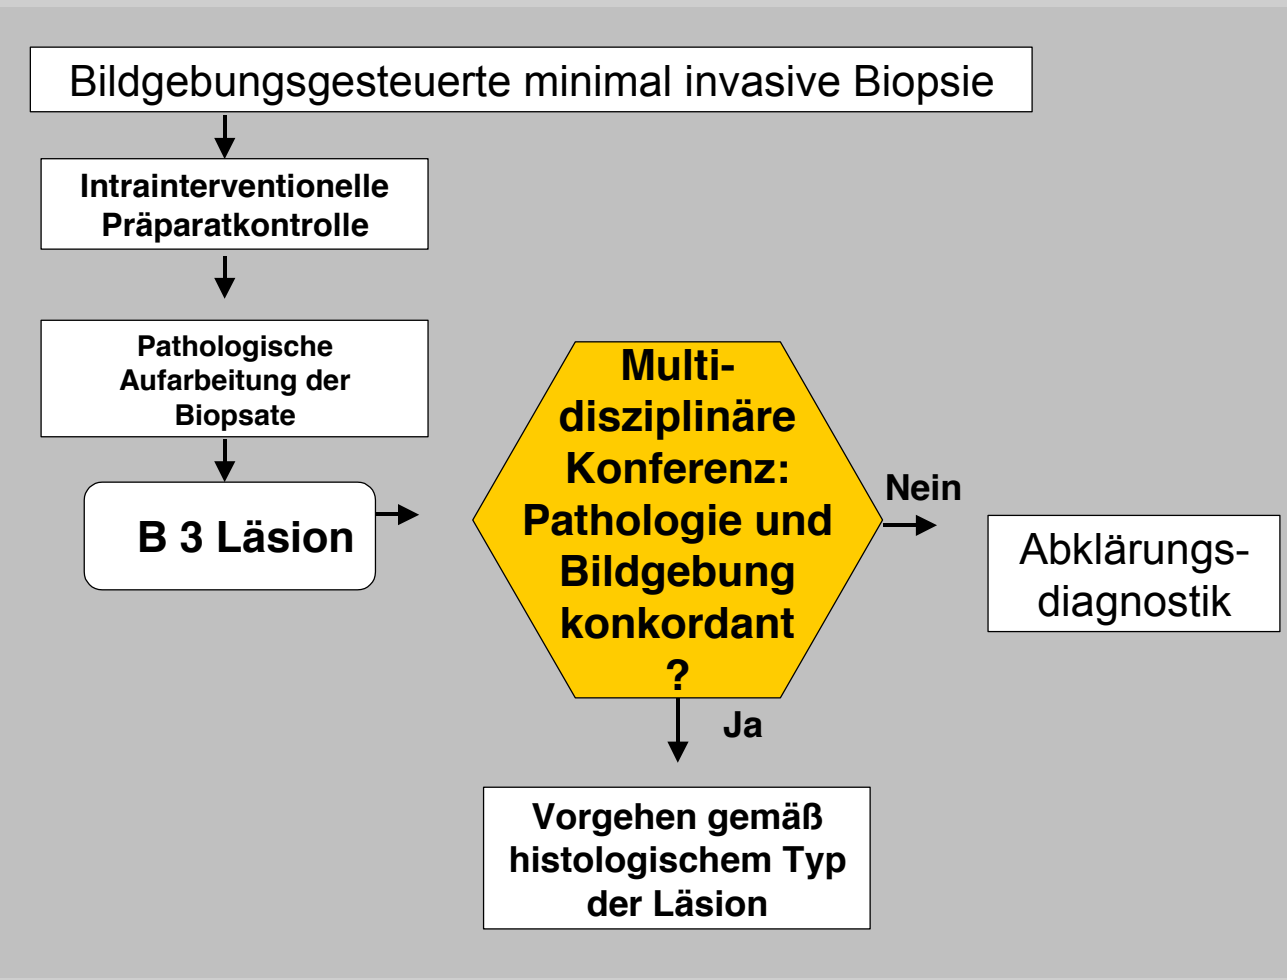 Bildgebungsgesteuerte minimal invasive Biopsie
Intrainterventionelle
Präparatkontrolle
Pathologische
Aufarbeitung der
Biopsate
B 3 Läsion
Multi-
disziplinäre
Konferenz:
Pathologie und
Bildgebung
konkordant
?
Nein
Abklärungs-
diagnostik
Ja
Vorgehen gemäß
histologischem Typ
der Läsion